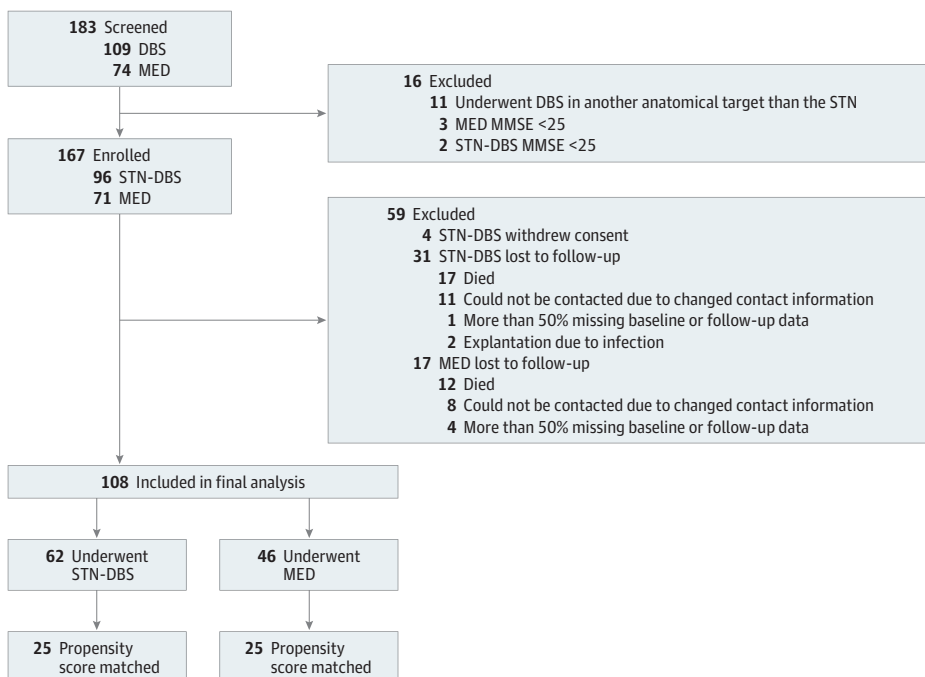 183 Screened
109 DBS
74 MED
16 Excluded
11 Underwent DBS in another anatomical target than the STN
3 MED MMSE <25
2 STN-DBS MMSE <25
167 Enrolled
96 STN-DBS
71 MED
59 Excluded
4 STN-DBS withdrew consent
31 STN-DBS lost to follow-up
17 Died
11 Could not be contacted due to changed contact information
1 More than 50% missing baseline or follow-up data
2 Explantation due to infection
17 MED lost to follow-up
12 Died
8 Could not be contacted due to changed contact information
4 More than 50% missing baseline or follow-up data
108 Included in final analysis
62 Underwent
STN-DBS
46 Underwent
MED
25 Propensity
score matched
25 Propensity
score matched